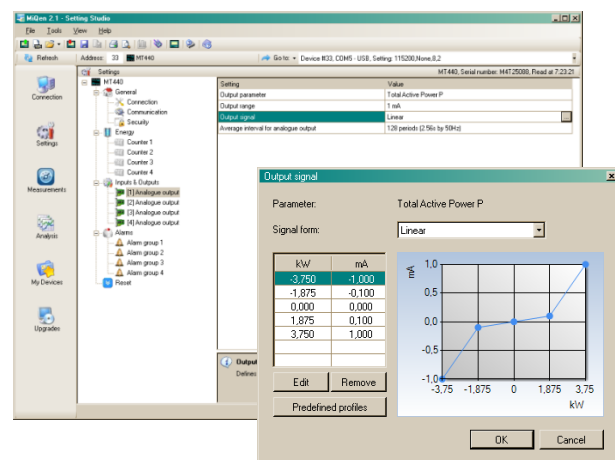 MiQen 2.1 - Setting Studio
File Tools View Help
Refresh Address: 33 MT440 Go to: Device #33, COM5 - USB, Setting: 115200,None,8,2
Settings MT440, Serial number: M4T25088, Read at 7:23:21
Connection
Settings
Measurements
Analysis
My Devices
Upgrades
MT440
General
Connection
Communication
Security
Energy
Counter 1
Counter 2
Counter 3
Counter 4
Inputs & Outputs
[1] Analogue output
[2] Analogue output
[3] Analogue output
[4] Analogue output
Alarms
Alarm group 1
Alarm group 2
Alarm group 3
Alarm group 4
Reset
Setting Value
Output parameter Total Active Power P
Output range 1 mA
Output signal Linear ...
Average interval for analogue output 128 periods (2.56s by 50Hz)
Output
Defines
Output signal
Parameter: Total Active Power P
Signal form: Linear
kW mA
-3,750 -1,000
-1,875 -0,100
0,000 0,000
1,875 0,100
3,750 1,000
Edit Remove
Predefined profiles
mA
1,0
0,5
0,0
-0,5
-1,0
-3,75 -1,875 0 1,875 3,75
kW
OK Cancel